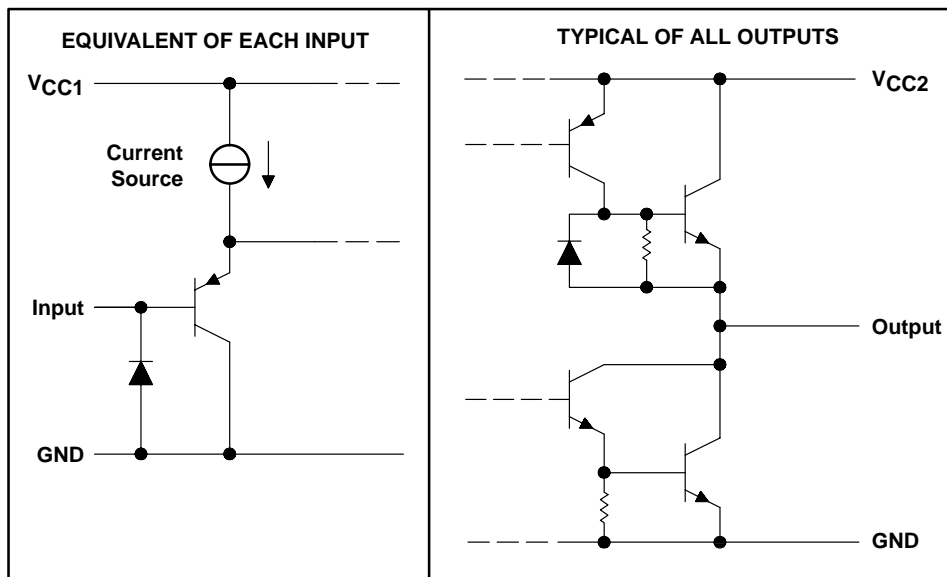 EQUIVALENT OF EACH INPUT
VCC1
Current
Source
Input
GND
TYPICAL OF ALL OUTPUTS
VCC2
Output
GND